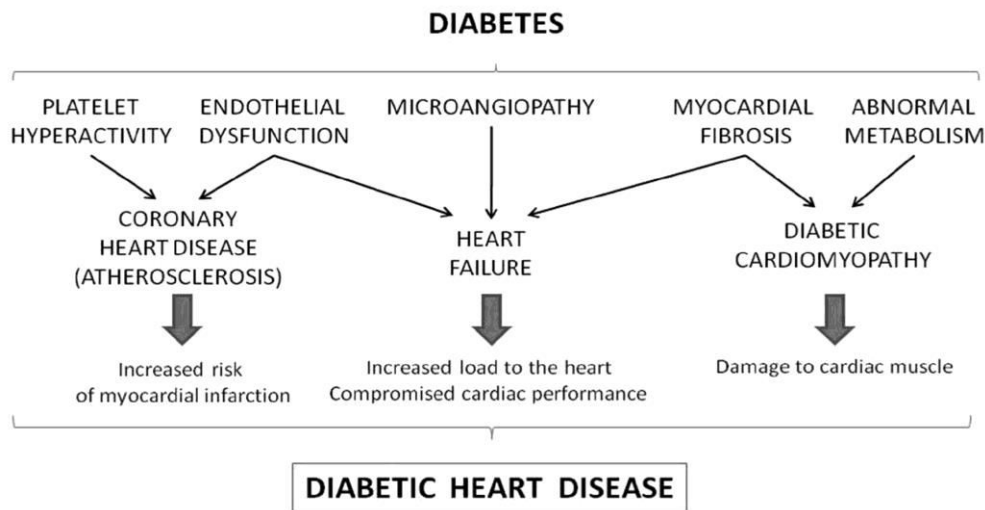 DIABETES
PLATELET
HYPERACTIVITY
ENDOTHELIAL
DYSFUNCTION
MICROANGIOPATHY
MYOCARDIAL
FIBROSIS
ABNORMAL
METABOLISM
CORONARY
HEART DISEASE
(ATHEROSCLEROSIS)
HEART
FAILURE
DIABETIC
CARDIOMYOPATHY
Increased risk
of myocardial infarction
Increased load to the heart
Compromised cardiac performance
Damage to cardiac muscle
DIABETIC HEART DISEASE